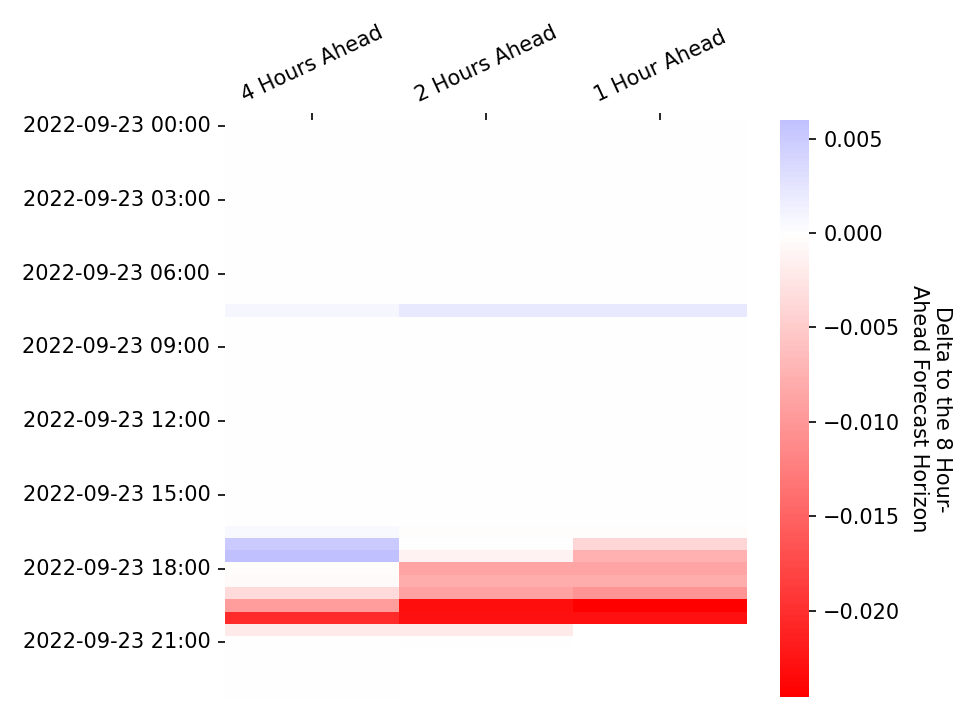 4 Hours Ahead
2 Hours Ahead
1 Hour Ahead
2022-09-23 00:00
2022-09-23 03:00
2022-09-23 06:00
2022-09-23 09:00
2022-09-23 12:00
2022-09-23 15:00
2022-09-23 18:00
2022-09-23 21:00
0.005
0.000
−0.005
−0.010
−0.015
−0.020
Delta to the 8 Hour-
Ahead Forecast Horizon